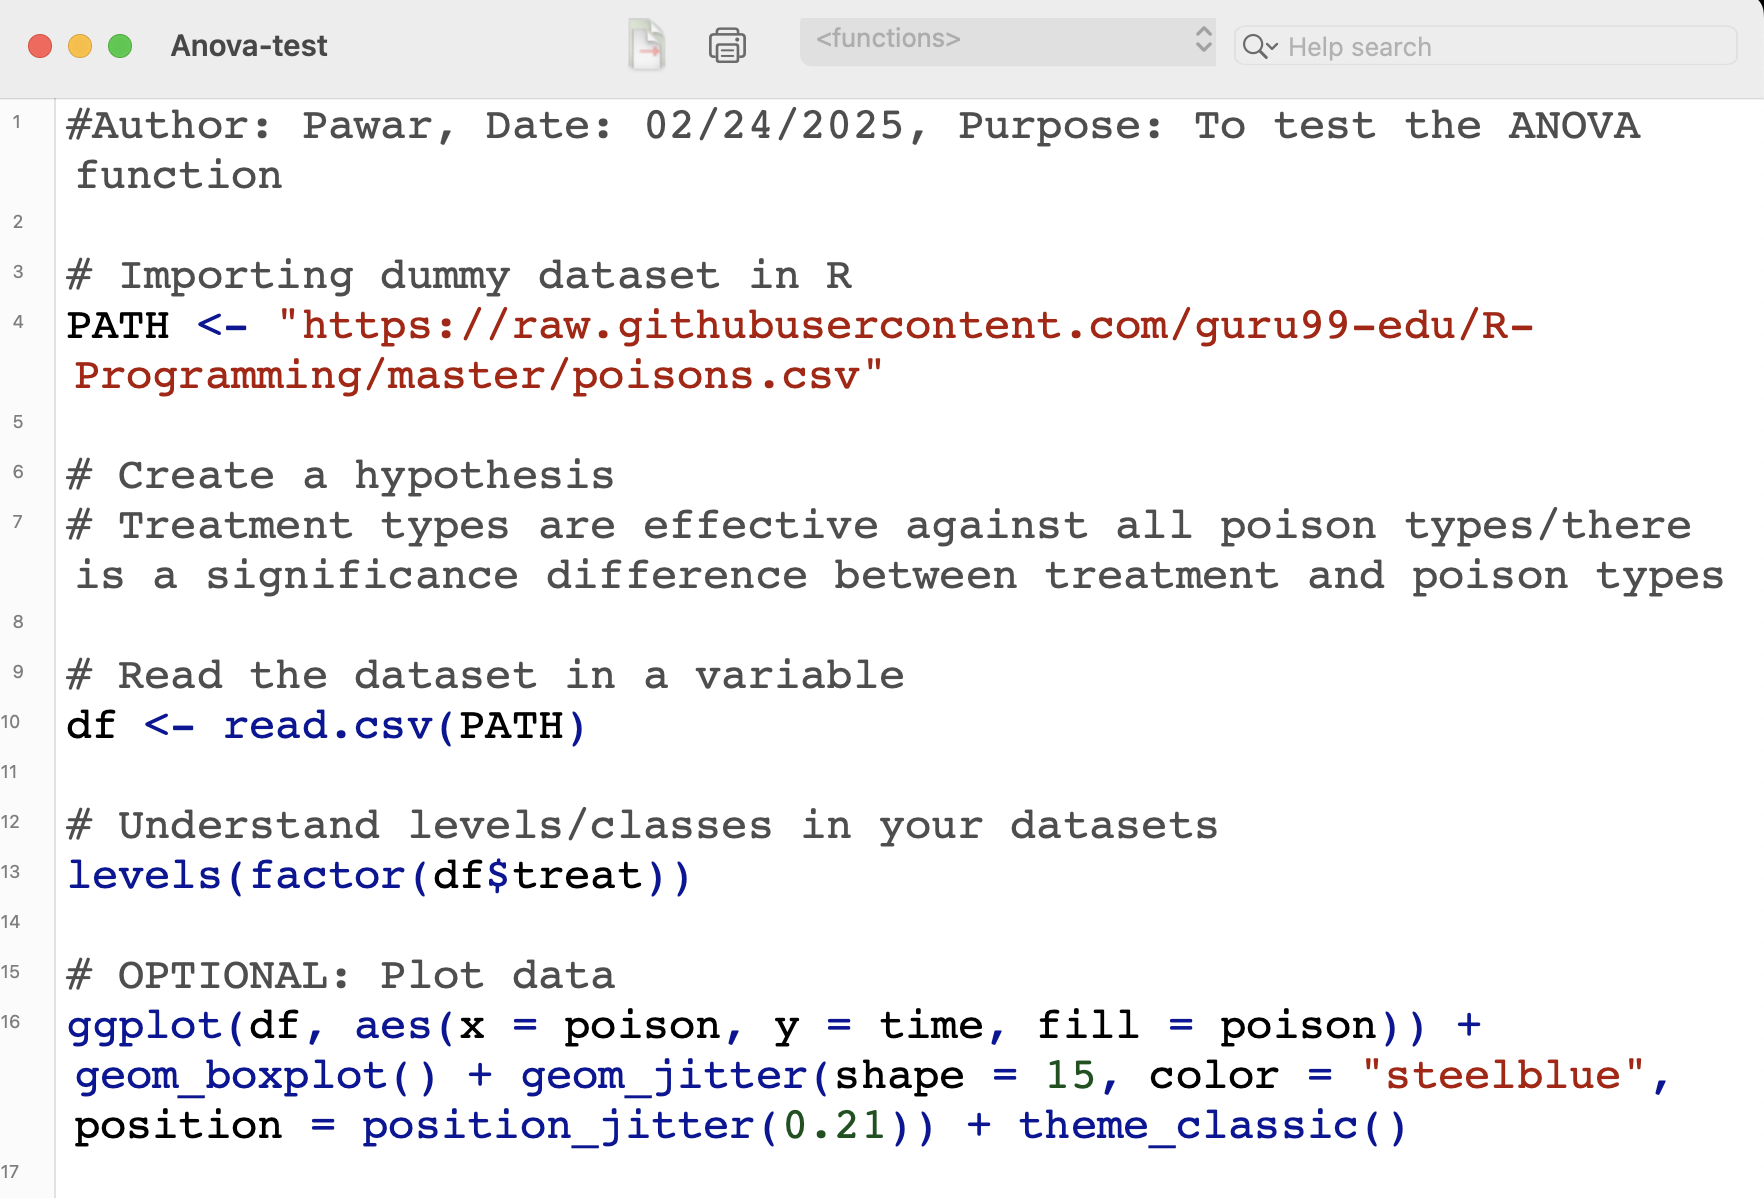 Anova-test
<functions>
Help search
1 #Author: Pawar, Date: 02/24/2025, Purpose: To test the ANOVA
function
2
3 # Importing dummy dataset in R
4 PATH <- "https://raw.githubusercontent.com/guru99-edu/R-
Programming/master/poisons.csv"
5
6 # Create a hypothesis
7 # Treatment types are effective against all poison types/there
is a significance difference between treatment and poison types
8
9 # Read the dataset in a variable
10 df <- read.csv(PATH)
11
12 # Understand levels/classes in your datasets
13 levels(factor(df$treat))
14
15 # OPTIONAL: Plot data
16 ggplot(df, aes(x = poison, y = time, fill = poison)) +
geom_boxplot() + geom_jitter(shape = 15, color = "steelblue",
position = position_jitter(0.21)) + theme_classic()
17